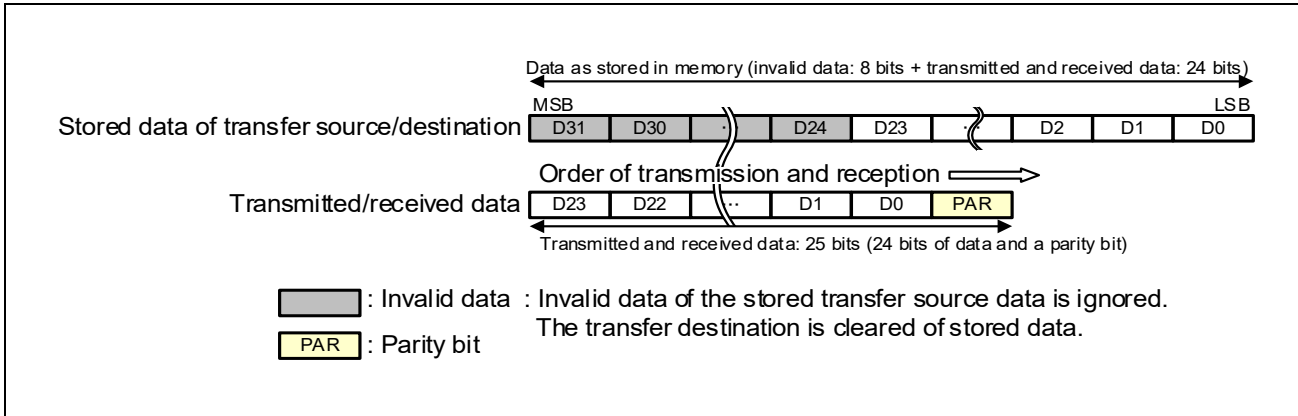 Data as stored in memory (invalid data: 8 bits + transmitted and received data: 24 bits)
MSB LSB
Stored data of transfer source/destination D31 D30 ... D24 D23 ... D2 D1 D0
Order of transmission and reception
Transmitted/received data D23 D22 ... D1 D0 PAR
Transmitted and received data: 25 bits (24 bits of data and a parity bit)
: Invalid data : Invalid data of the stored transfer source data is ignored.
The transfer destination is cleared of stored data.
PAR : Parity bit